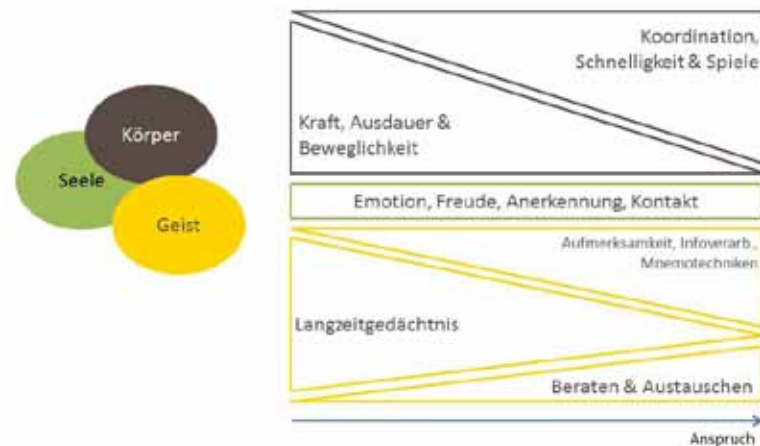 Körper
Seele
Geist
Koordination,
Schnelligkeit & Spiele
Kraft, Ausdauer &
Beweglichkeit
Emotion, Freude, Anerkennung, Kontakt
Aufmerksamkeit, Infoverarb.,
Mnemotechniken
Langzeitgedächtnis
Beraten & Austauschen
Anspruch